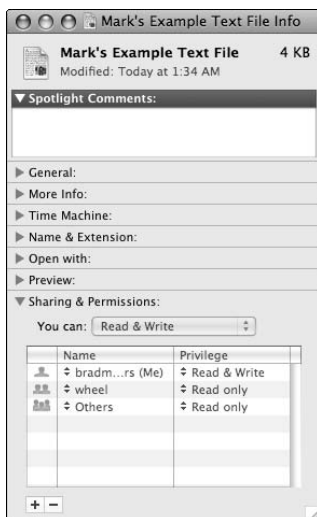 Mark's Example Text File Info
Mark's Example Text File 4 KB
Modified: Today at 1:34 AM
Spotlight Comments:
General:
More Info:
Time Machine:
Name & Extension:
Open with:
Preview:
Sharing & Permissions:
You can: Read & Write
Name Privilege
bradm...rs (Me) Read & Write
wheel Read only
Others Read only
+ −